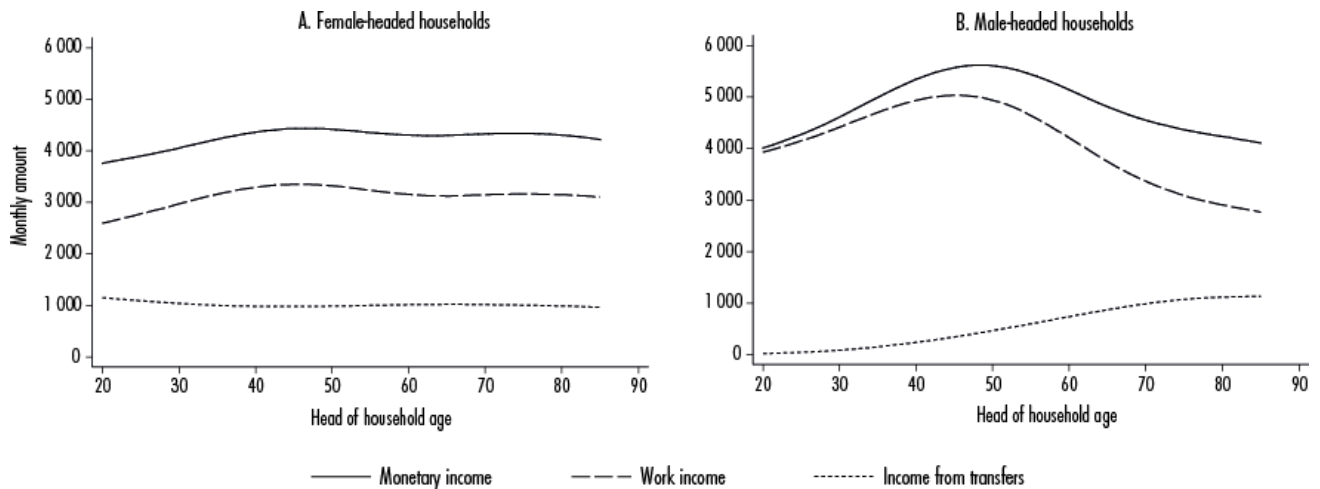 A. Female-headed households
6 000
5 000
4 000
3 000
2 000
1 000
0
Monthly amount
20 30 40 50 60 70 80 90
Head of household age
B. Male-headed households
6 000
5 000
4 000
3 000
2 000
1 000
0
20 30 40 50 60 70 80 90
Head of household age
Monetary income Work income Income from transfers